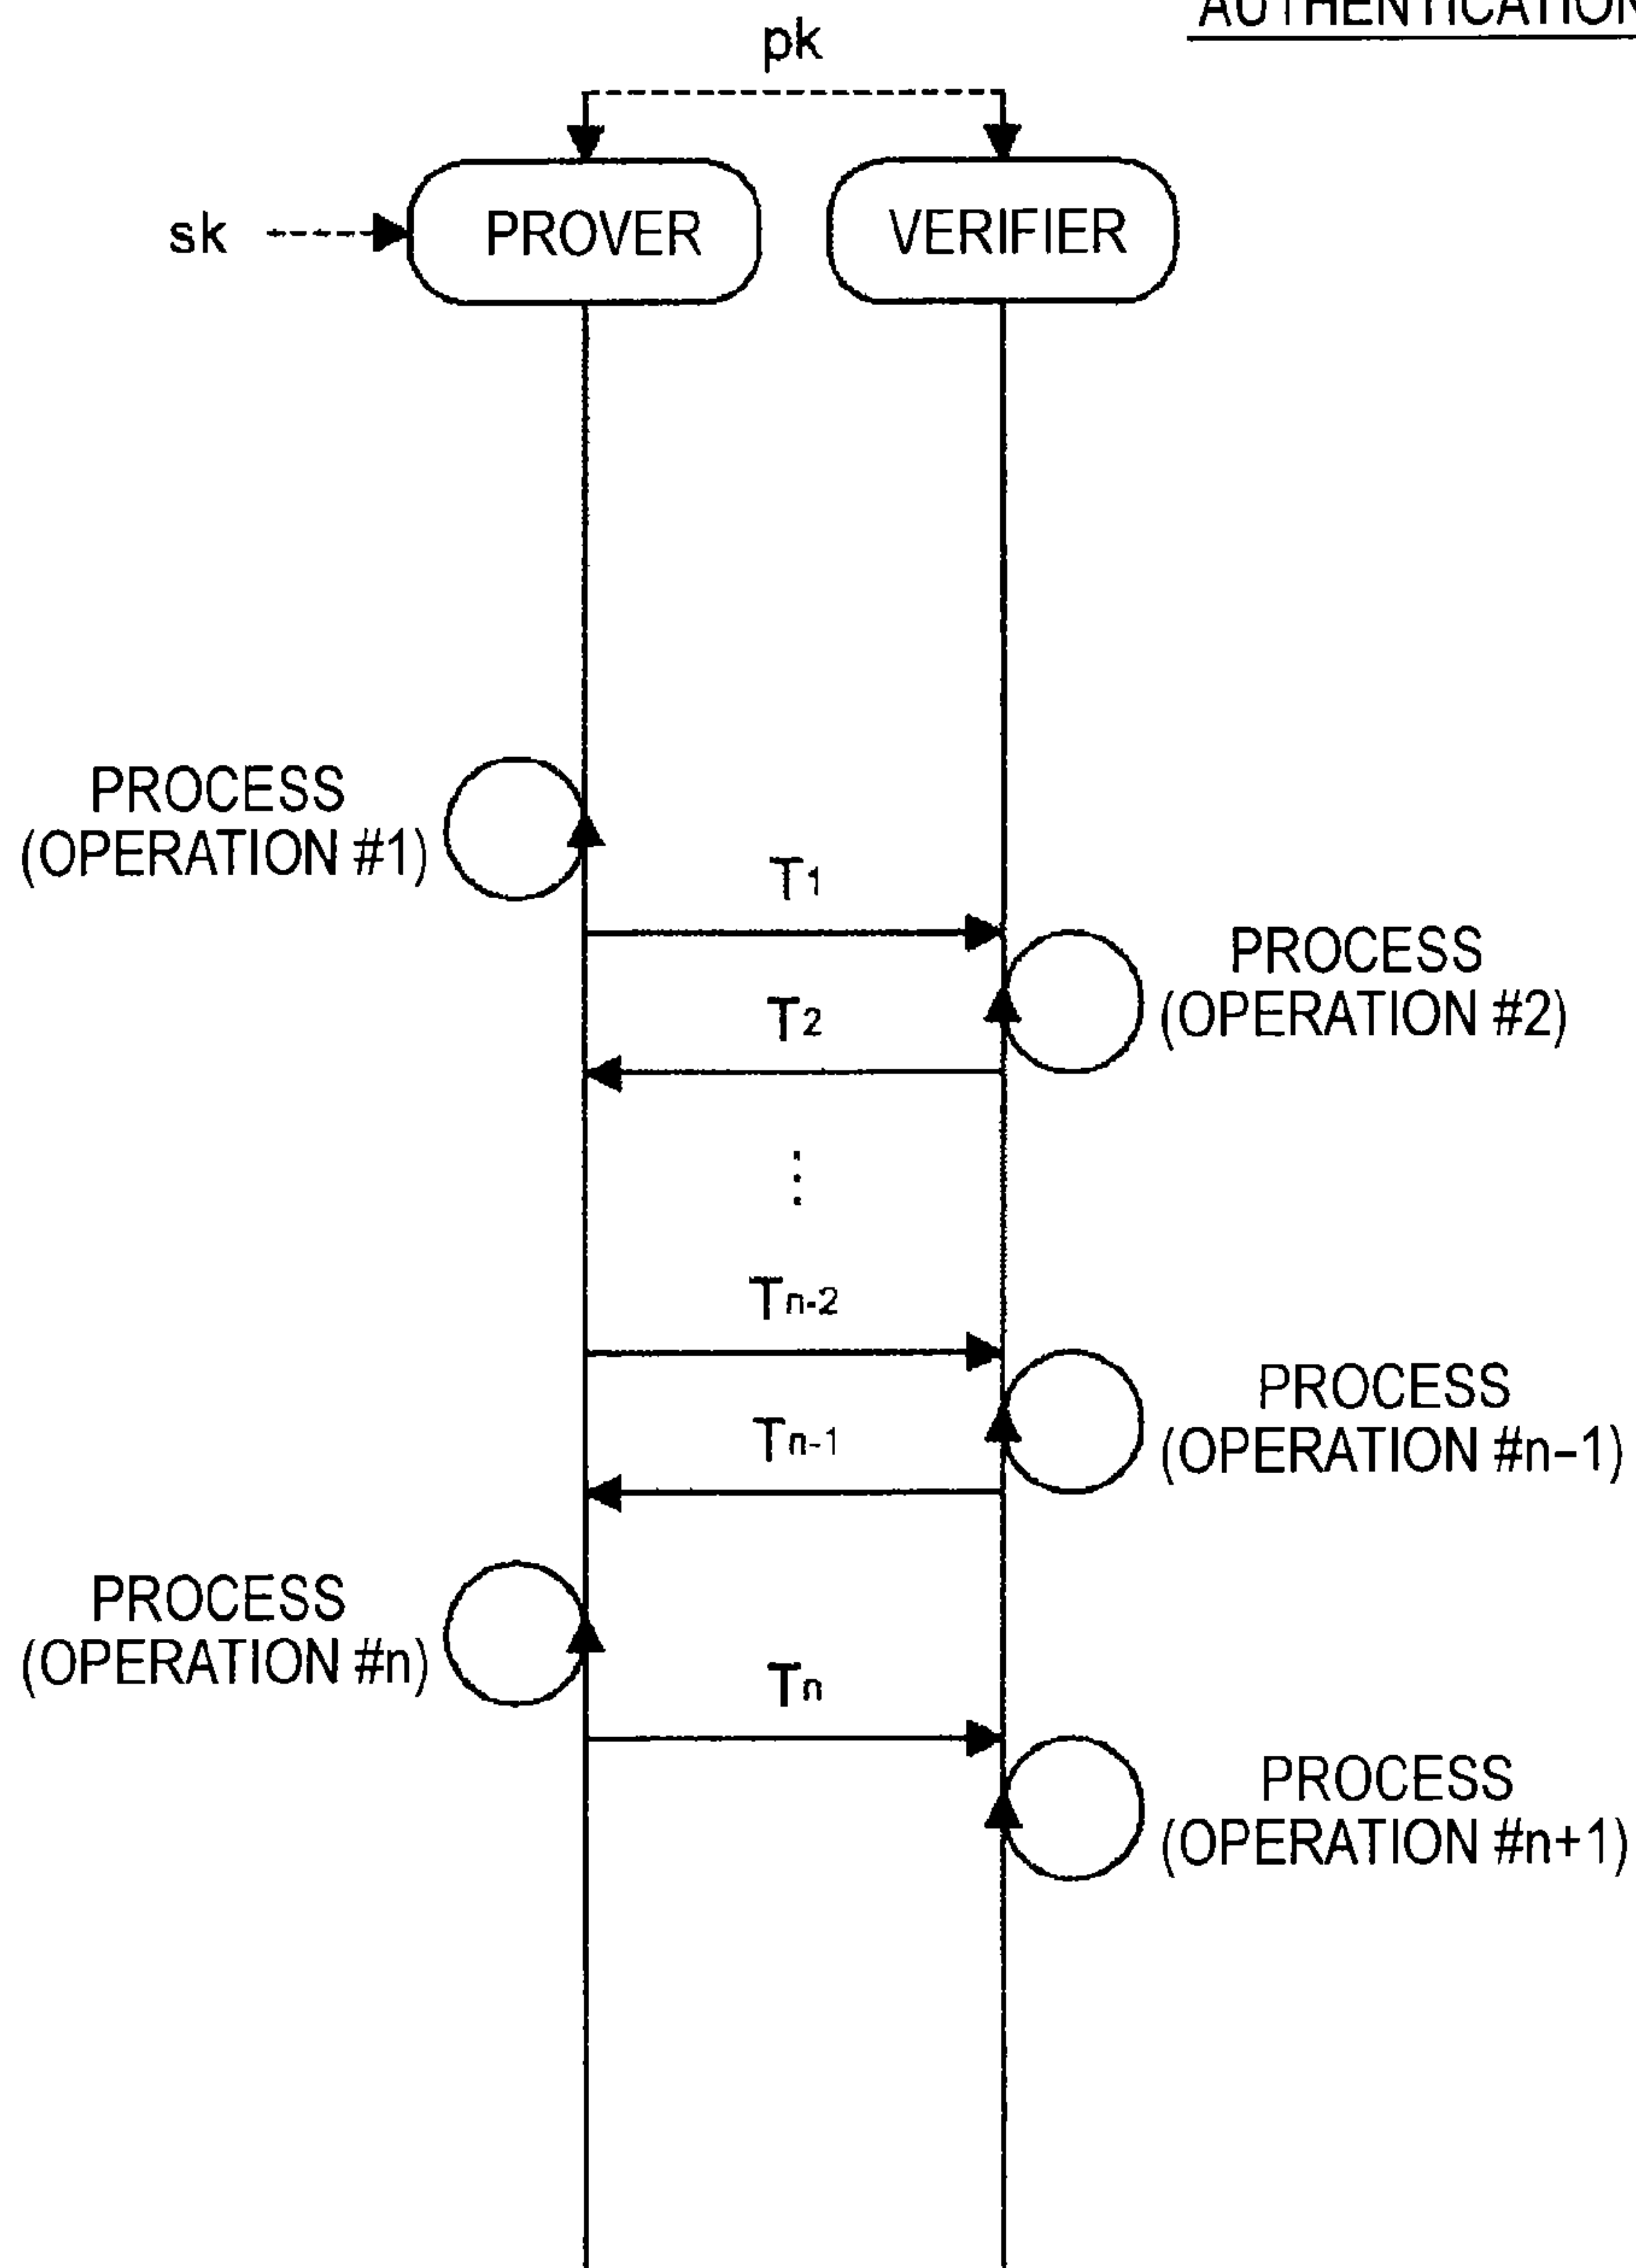 AUTHENTICATION
pk
sk
PROVER
VERIFIER
PROCESS
(OPERATION #1)
T1
PROCESS
(OPERATION #2)
T2
⋮
Tn-2
PROCESS
(OPERATION #n-1)
Tn-1
PROCESS
(OPERATION #n)
Tn
PROCESS
(OPERATION #n+1)